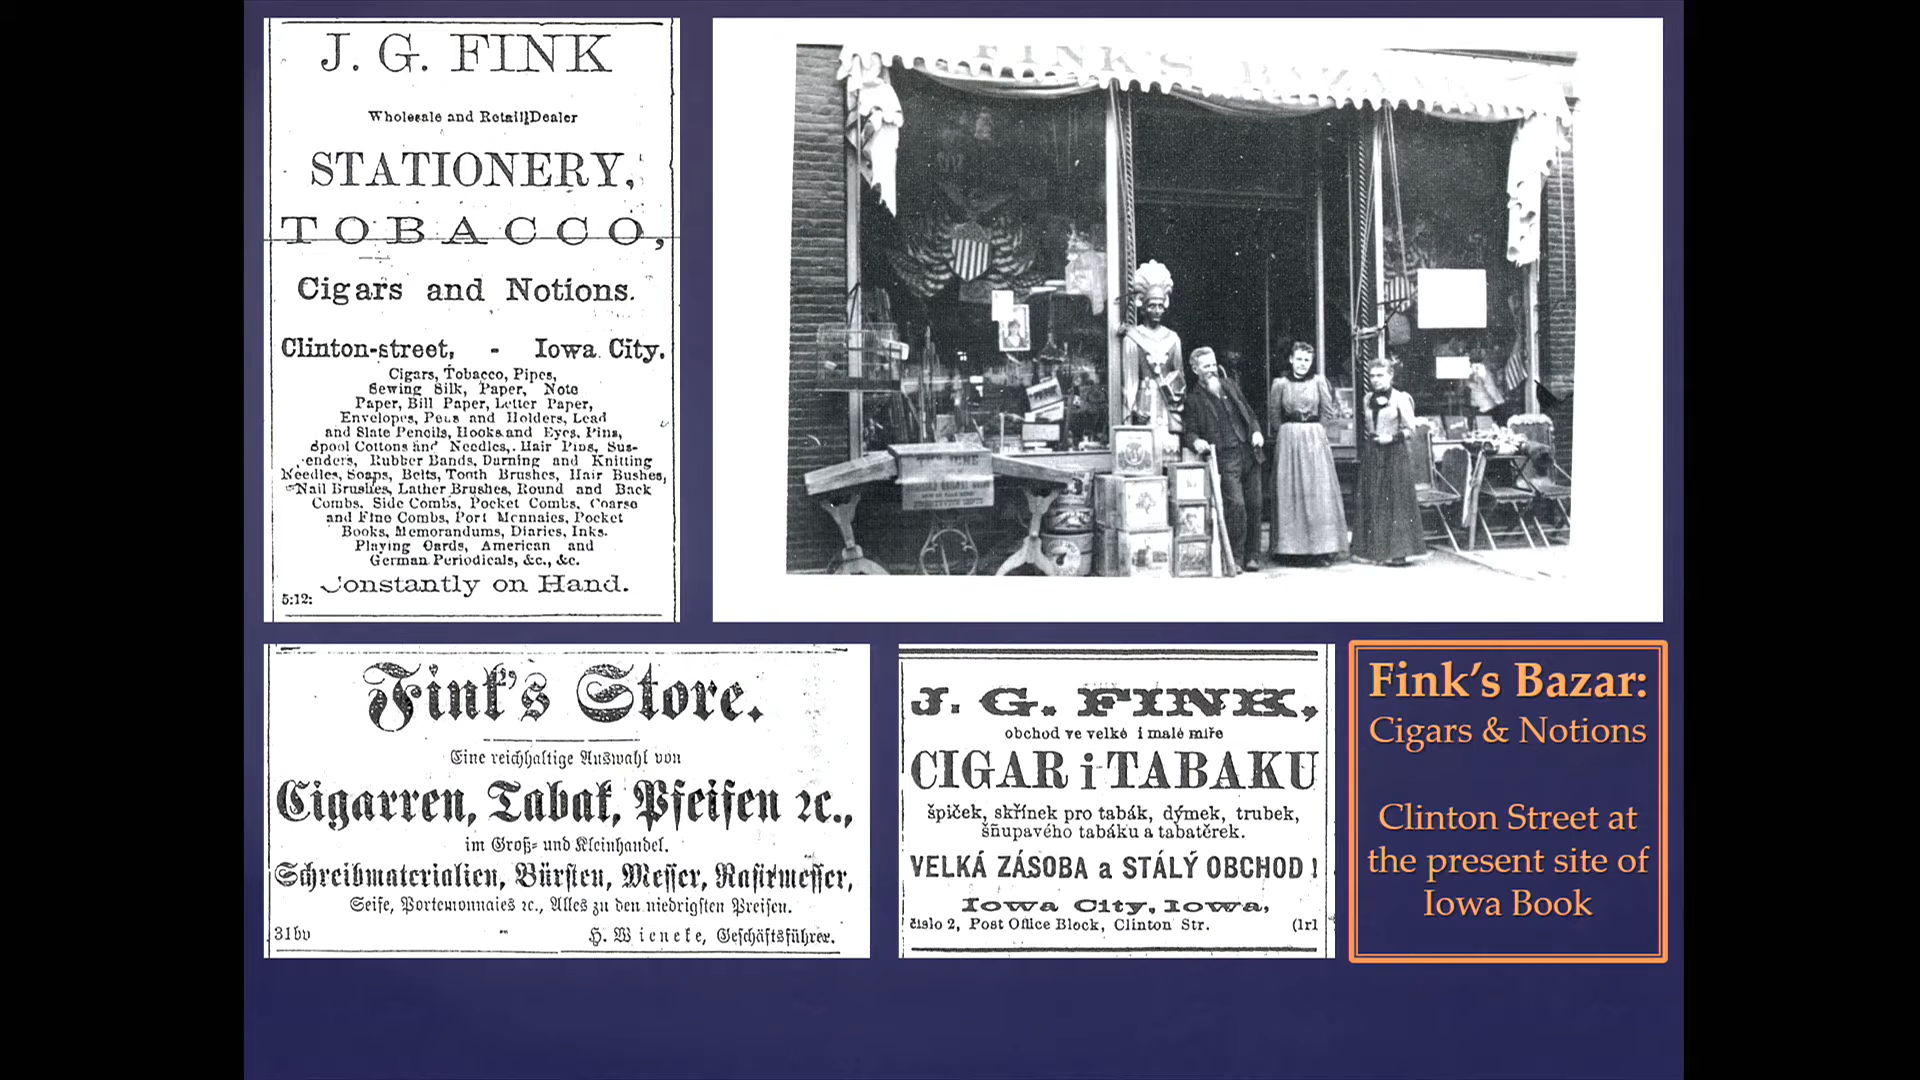 J. G. FINK
Wholesale and Retail Dealer
STATIONERY,
TOBACCO,
Cigars and Notions.
Clinton-street, - Iowa City.
Cigars, Tobacco, Pipes,
Sewing Silk, Paper, Note
Paper, Bill Paper, Letter Paper,
Envelopes, Pens and Holders, Lead
and Slate Pencils, Hooks and Eyes, Pins,
Spool Cottons and Needles, Hair Pins, Sus-
enders, Rubber Bands, Darning and Knitting
Needles, Soaps, Belts, Tooth Brushes, Hair Bushes,
Nail Brushes, Lather Brushes, Round and Back
Combs, Side Combs, Pocket Combs, Coarse
and Fine Combs, Port Monnaies, Pocket
Books, Memorandums, Diaries, Inks.
Playing Cards, American and
German Periodicals, &c., &c.
Constantly on Hand.
5:12:
FINK'S BAZA
Fink's Store.
Eine reichhaltige Auswahl von
Cigarren, Tabak, Pfeifen ꝛc.,
im Groß- und Kleinhandel.
Schreibmaterialien, Bürsten, Messer, Rasirmesser,
Seife, Portemonnaies ꝛc., Alles zu den niedrigsten Preisen.
31bv - H. Wieneke, Geschäftsführer.
J. G. FINK,
obchod ve velké i malé míře
CIGAR i TABAKU
špiček, skřínek pro tabák, dýmek, trubek,
šňupavého tabáku a tabatěrek.
VELKÁ ZÁSOBA a STÁLÝ OBCHOD !
Iowa City, Iowa,
číslo 2, Post Office Block, Clinton Str. (1r1
Fink's Bazar:
Cigars & Notions
Clinton Street at
the present site of
Iowa Book